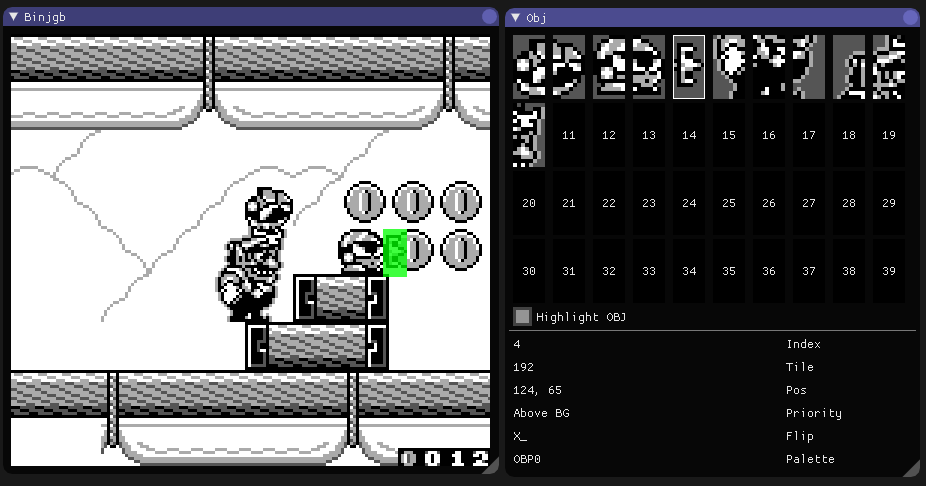 Binjgb
0012
Obj
11 12 13 14 15 16 17 18 19
20 21 22 23 24 25 26 27 28 29
30 31 32 33 34 35 36 37 38 39
Highlight OBJ
4 Index
192 Tile
124, 65 Pos
Above BG Priority
X_ Flip
OBP0 Palette